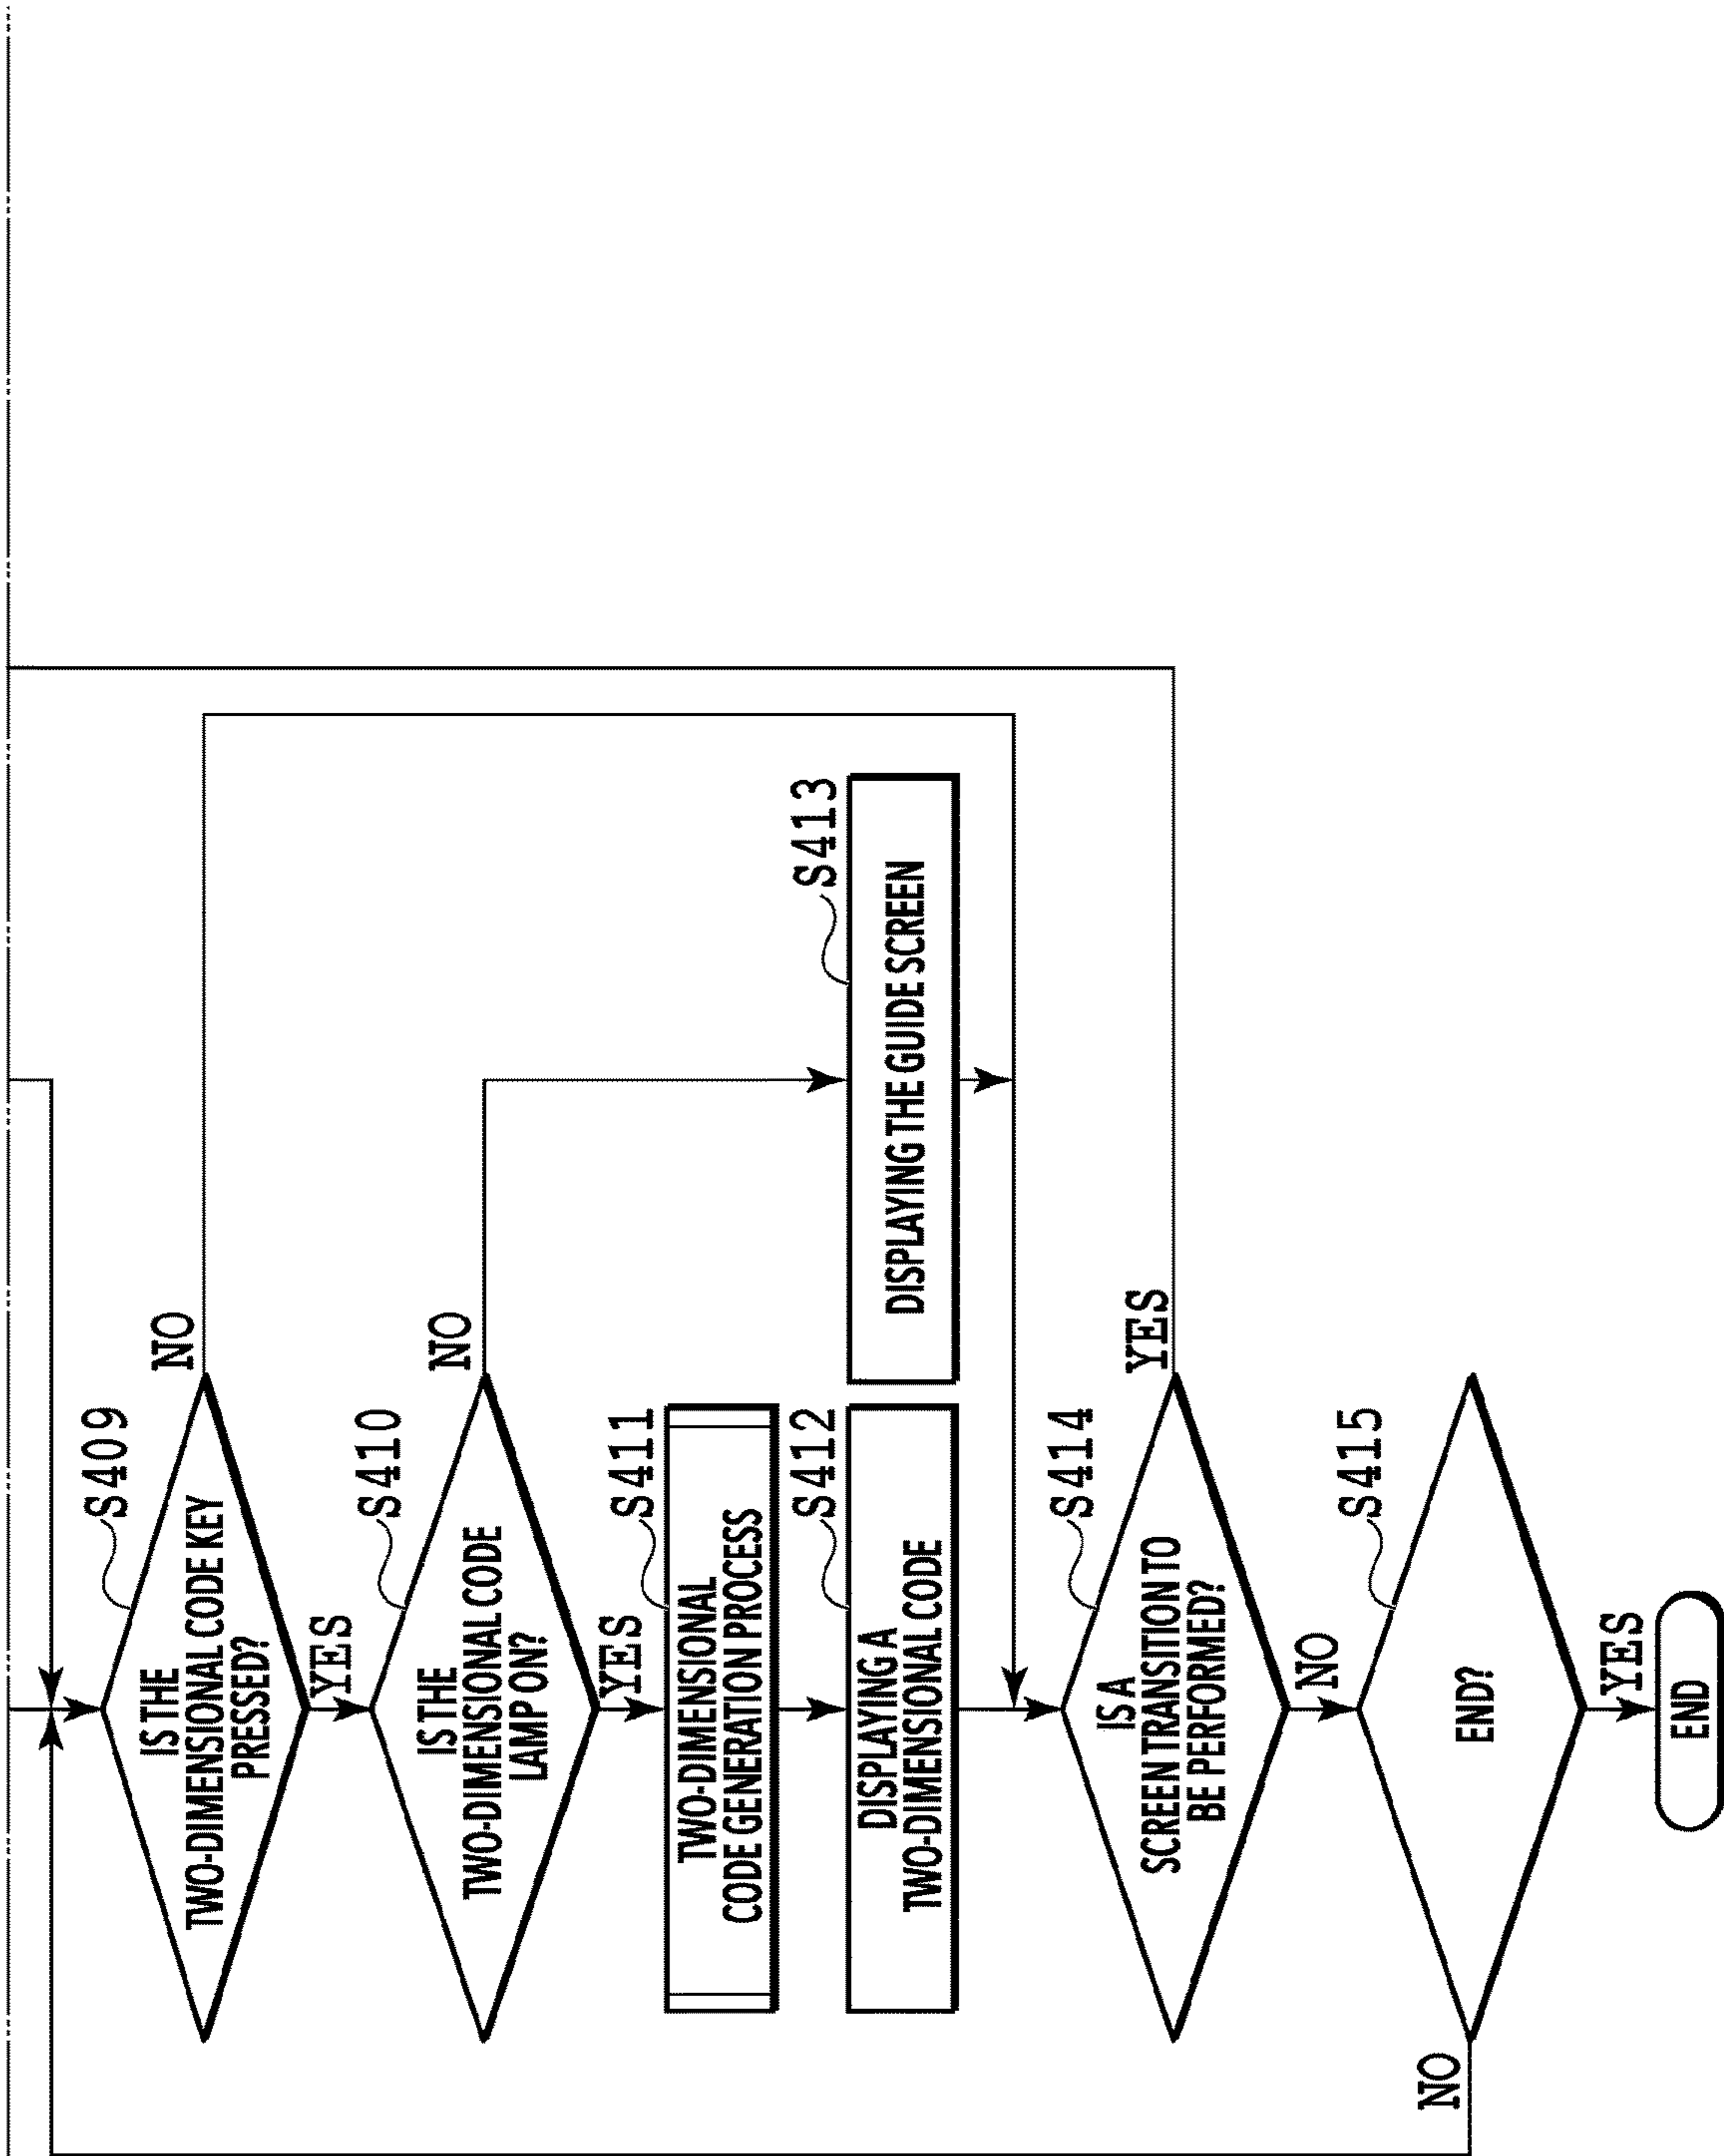 S409
IS THE
TWO-DIMENSIONAL CODE KEY
PRESSED?
NO
YES
S410
IS THE
TWO-DIMENSIONAL CODE
LAMP ON?
NO
YES
S411
TWO-DIMENSIONAL
CODE GENERATION PROCESS
S412
DISPLAYING A
TWO-DIMENSIONAL CODE
S413
DISPLAYING THE GUIDE SCREEN
S414
IS A
SCREEN TRANSITION TO
BE PERFORMED?
YES
NO
S415
END?
NO
YES
END